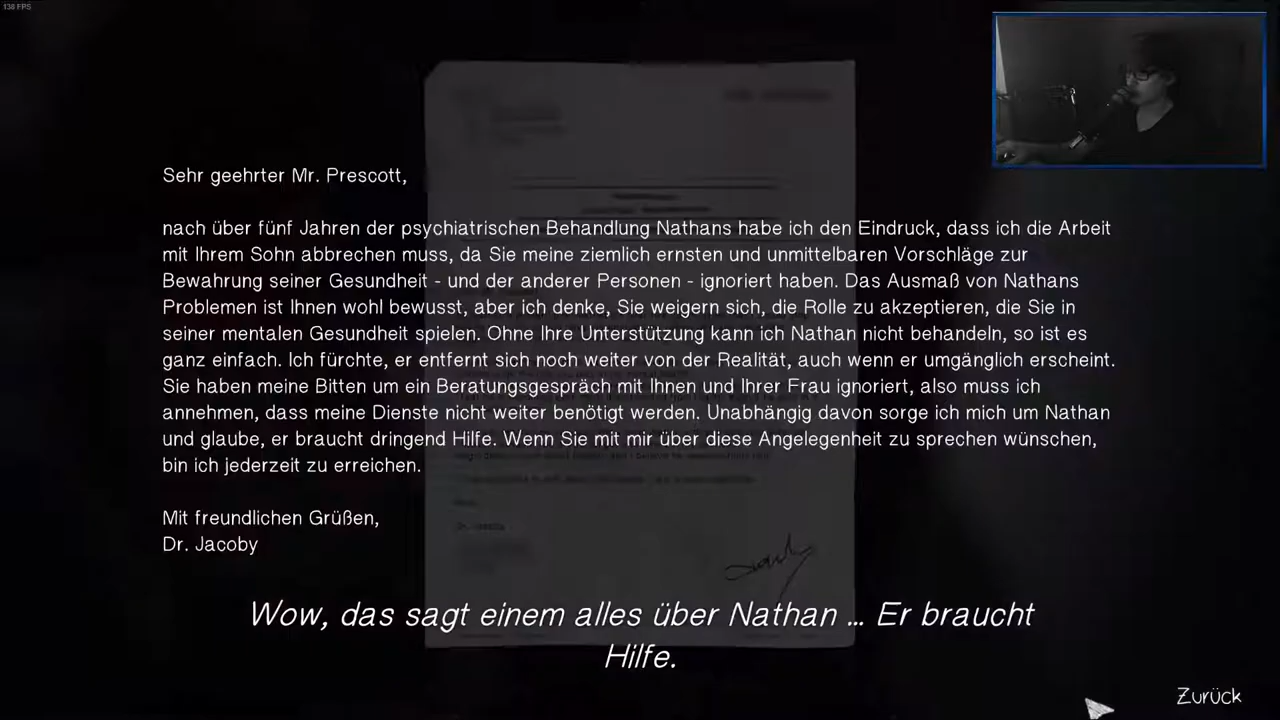 138 FPS
Sehr geehrter Mr. Prescott,
nach über fünf Jahren der psychiatrischen Behandlung Nathans habe ich den Eindruck, dass ich die Arbeit
mit Ihrem Sohn abbrechen muss, da Sie meine ziemlich ernsten und unmittelbaren Vorschläge zur
Bewahrung seiner Gesundheit - und der anderer Personen - ignoriert haben. Das Ausmaß von Nathans
Problemen ist Ihnen wohl bewusst, aber ich denke, Sie weigern sich, die Rolle zu akzeptieren, die Sie in
seiner mentalen Gesundheit spielen. Ohne Ihre Unterstützung kann ich Nathan nicht behandeln, so ist es
ganz einfach. Ich fürchte, er entfernt sich noch weiter von der Realität, auch wenn er umgänglich erscheint.
Sie haben meine Bitten um ein Beratungsgespräch mit Ihnen und Ihrer Frau ignoriert, also muss ich
annehmen, dass meine Dienste nicht weiter benötigt werden. Unabhängig davon sorge ich mich um Nathan
und glaube, er braucht dringend Hilfe. Wenn Sie mit mir über diese Angelegenheit zu sprechen wünschen,
bin ich jederzeit zu erreichen.
Mit freundlichen Grüßen,
Dr. Jacoby
Wow, das sagt einem alles über Nathan ... Er braucht
Hilfe.
Zurück